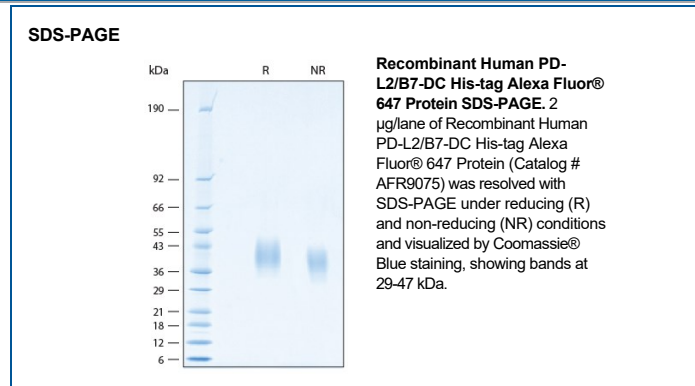 SDS-PAGE
kDa
R
NR
190
92
66
55
43
36
29
21
18
12
6
Recombinant Human PD-
L2/B7-DC His-tag Alexa Fluor®
647 Protein SDS-PAGE. 2
µg/lane of Recombinant Human
PD-L2/B7-DC His-tag Alexa
Fluor® 647 Protein (Catalog #
AFR9075) was resolved with
SDS-PAGE under reducing (R)
and non-reducing (NR) conditions
and visualized by Coomassie®
Blue staining, showing bands at
29-47 kDa.